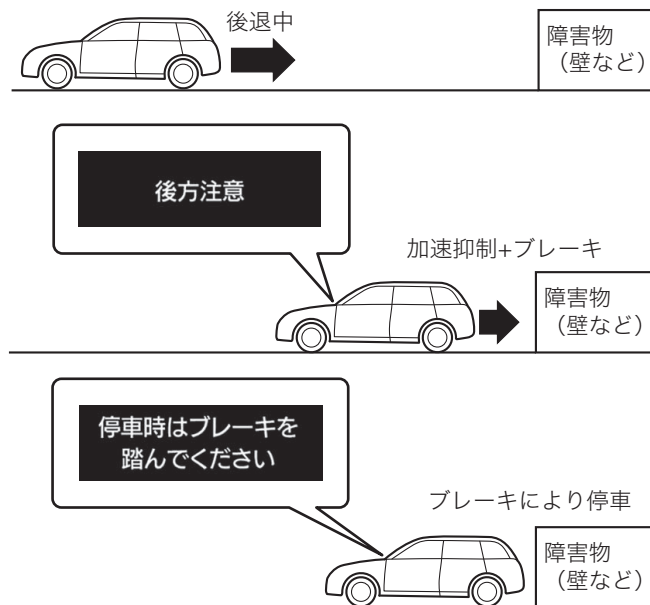 後退中
障害物
（壁など）
後方注意
加速抑制+ブレーキ
障害物
（壁など）
停車時はブレーキを
踏んでください
ブレーキにより停車
障害物
（壁など）